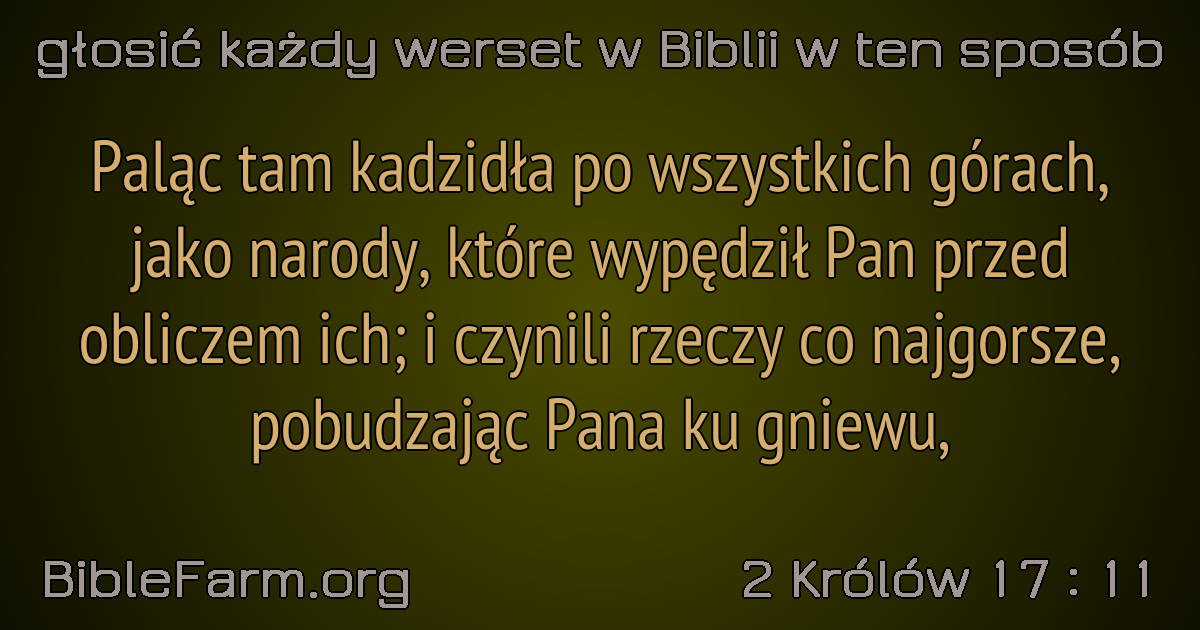 głosić każdy werset w Biblii w ten sposób
Paląc tam kadzidła po wszystkich górach,
jako narody, które wypędził Pan przed
obliczem ich; i czynili rzeczy co najgorsze,
pobudzając Pana ku gniewu,
BibleFarm.org
2 Królów 17 : 11